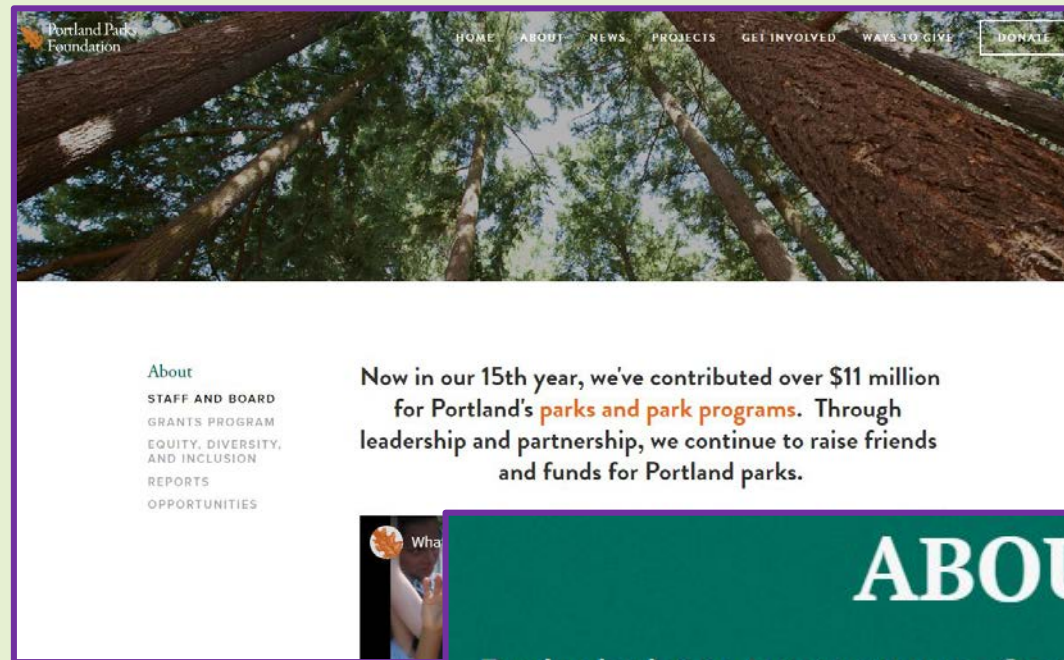 Portland Parks
Foundation
HOME ABOUT NEWS PROJECTS GET INVOLVED WAYS TO GIVE DONATE
About
STAFF AND BOARD
GRANTS PROGRAM
EQUITY, DIVERSITY,
AND INCLUSION
REPORTS
OPPORTUNITIES
Now in our 15th year, we've contributed over $11 million
for Portland's parks and park programs. Through
leadership and partnership, we continue to raise friends
and funds for Portland parks.